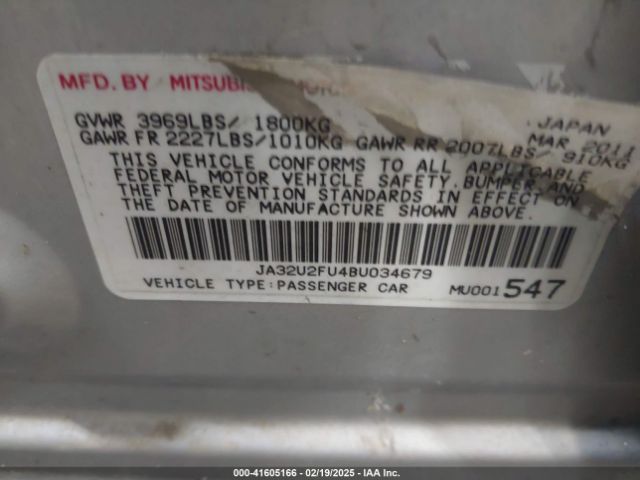 MFD. BY MITSUBISHI MOTORS
JAPAN
GVWR 3969LBS/ 1800KG
MAR 2011
GAWR FR 2227LBS/1010KG GAWR RR 2007LBS/ 910KG
THIS VEHICLE CONFORMS TO ALL APPLICABLE
FEDERAL MOTOR VEHICLE SAFETY, BUMPER, AND
THEFT PREVENTION STANDARDS IN EFFECT ON
THE DATE OF MANUFACTURE SHOWN ABOVE.
JA32U2FU4BU034679
VEHICLE TYPE:PASSENGER CAR
MU001547
000-41605166 - 02/19/2025 - IAA Inc.